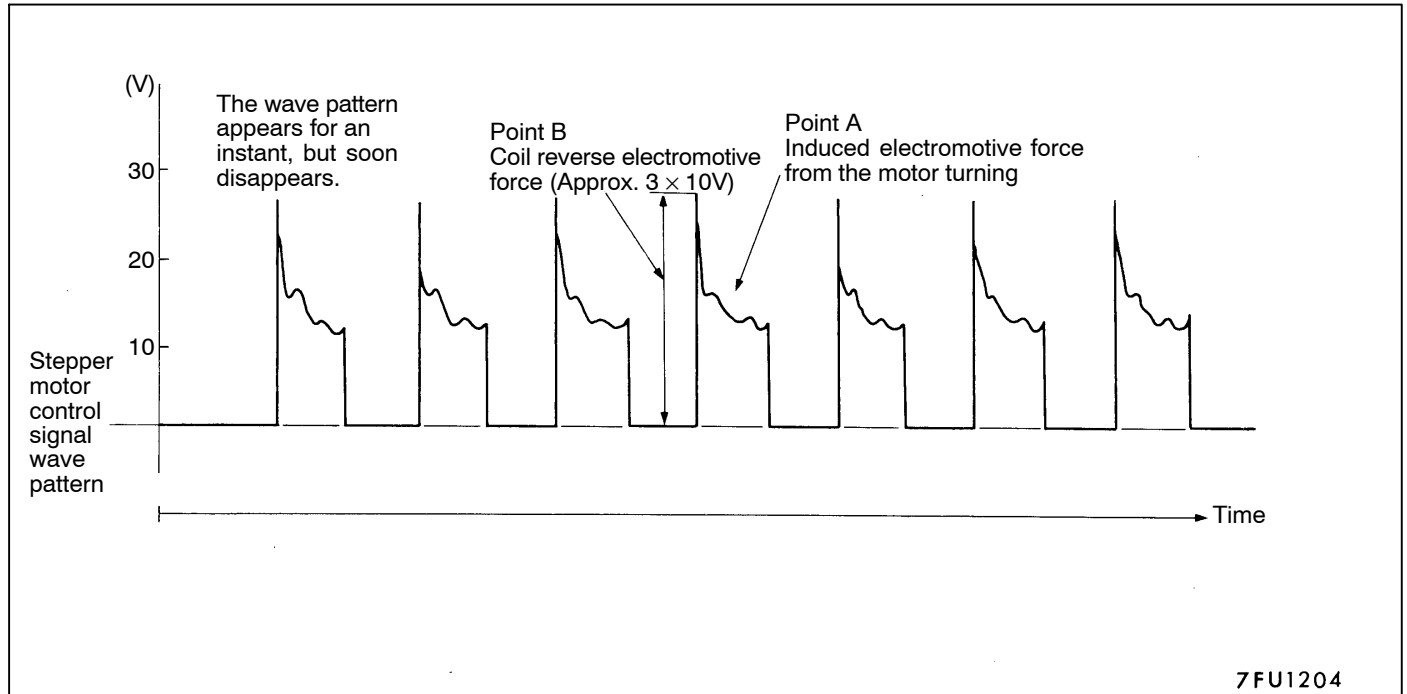 (V)
The wave pattern
appears for an
instant, but soon
disappears.
Point B
Coil reverse electromotive
force (Approx. 3 × 10V)
Point A
Induced electromotive force
from the motor turning
30
20
10
Stepper
motor
control
signal
wave
pattern
Time
7FU1204